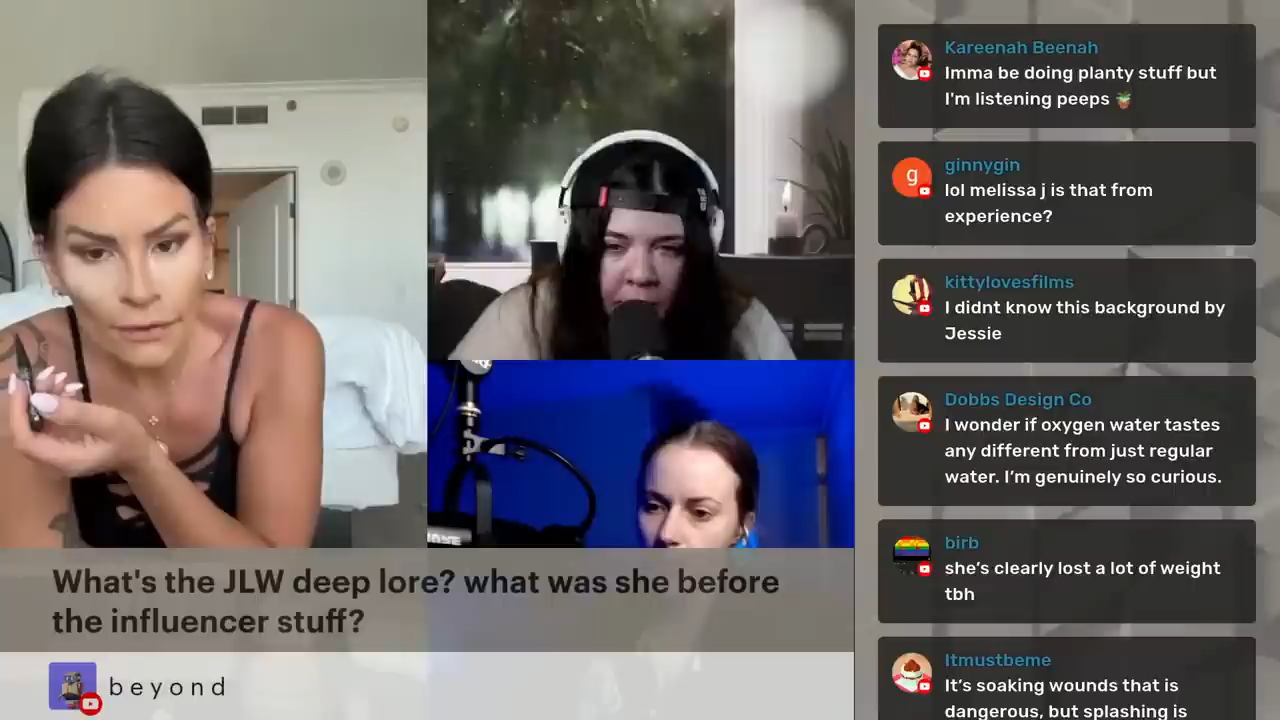 What's the JLW deep lore? what was she before
the influencer stuff?
beyond
Kareenah Beenah
Imma be doing planty stuff but
I'm listening peeps 🪴
g
ginnygin
lol melissa j is that from
experience?
kittylovesfilms
I didnt know this background by
Jessie
Dobbs Design Co
I wonder if oxygen water tastes
any different from just regular
water. I’m genuinely so curious.
birb
she’s clearly lost a lot of weight
tbh
Itmustbeme
It’s soaking wounds that is
dangerous, but splashing is